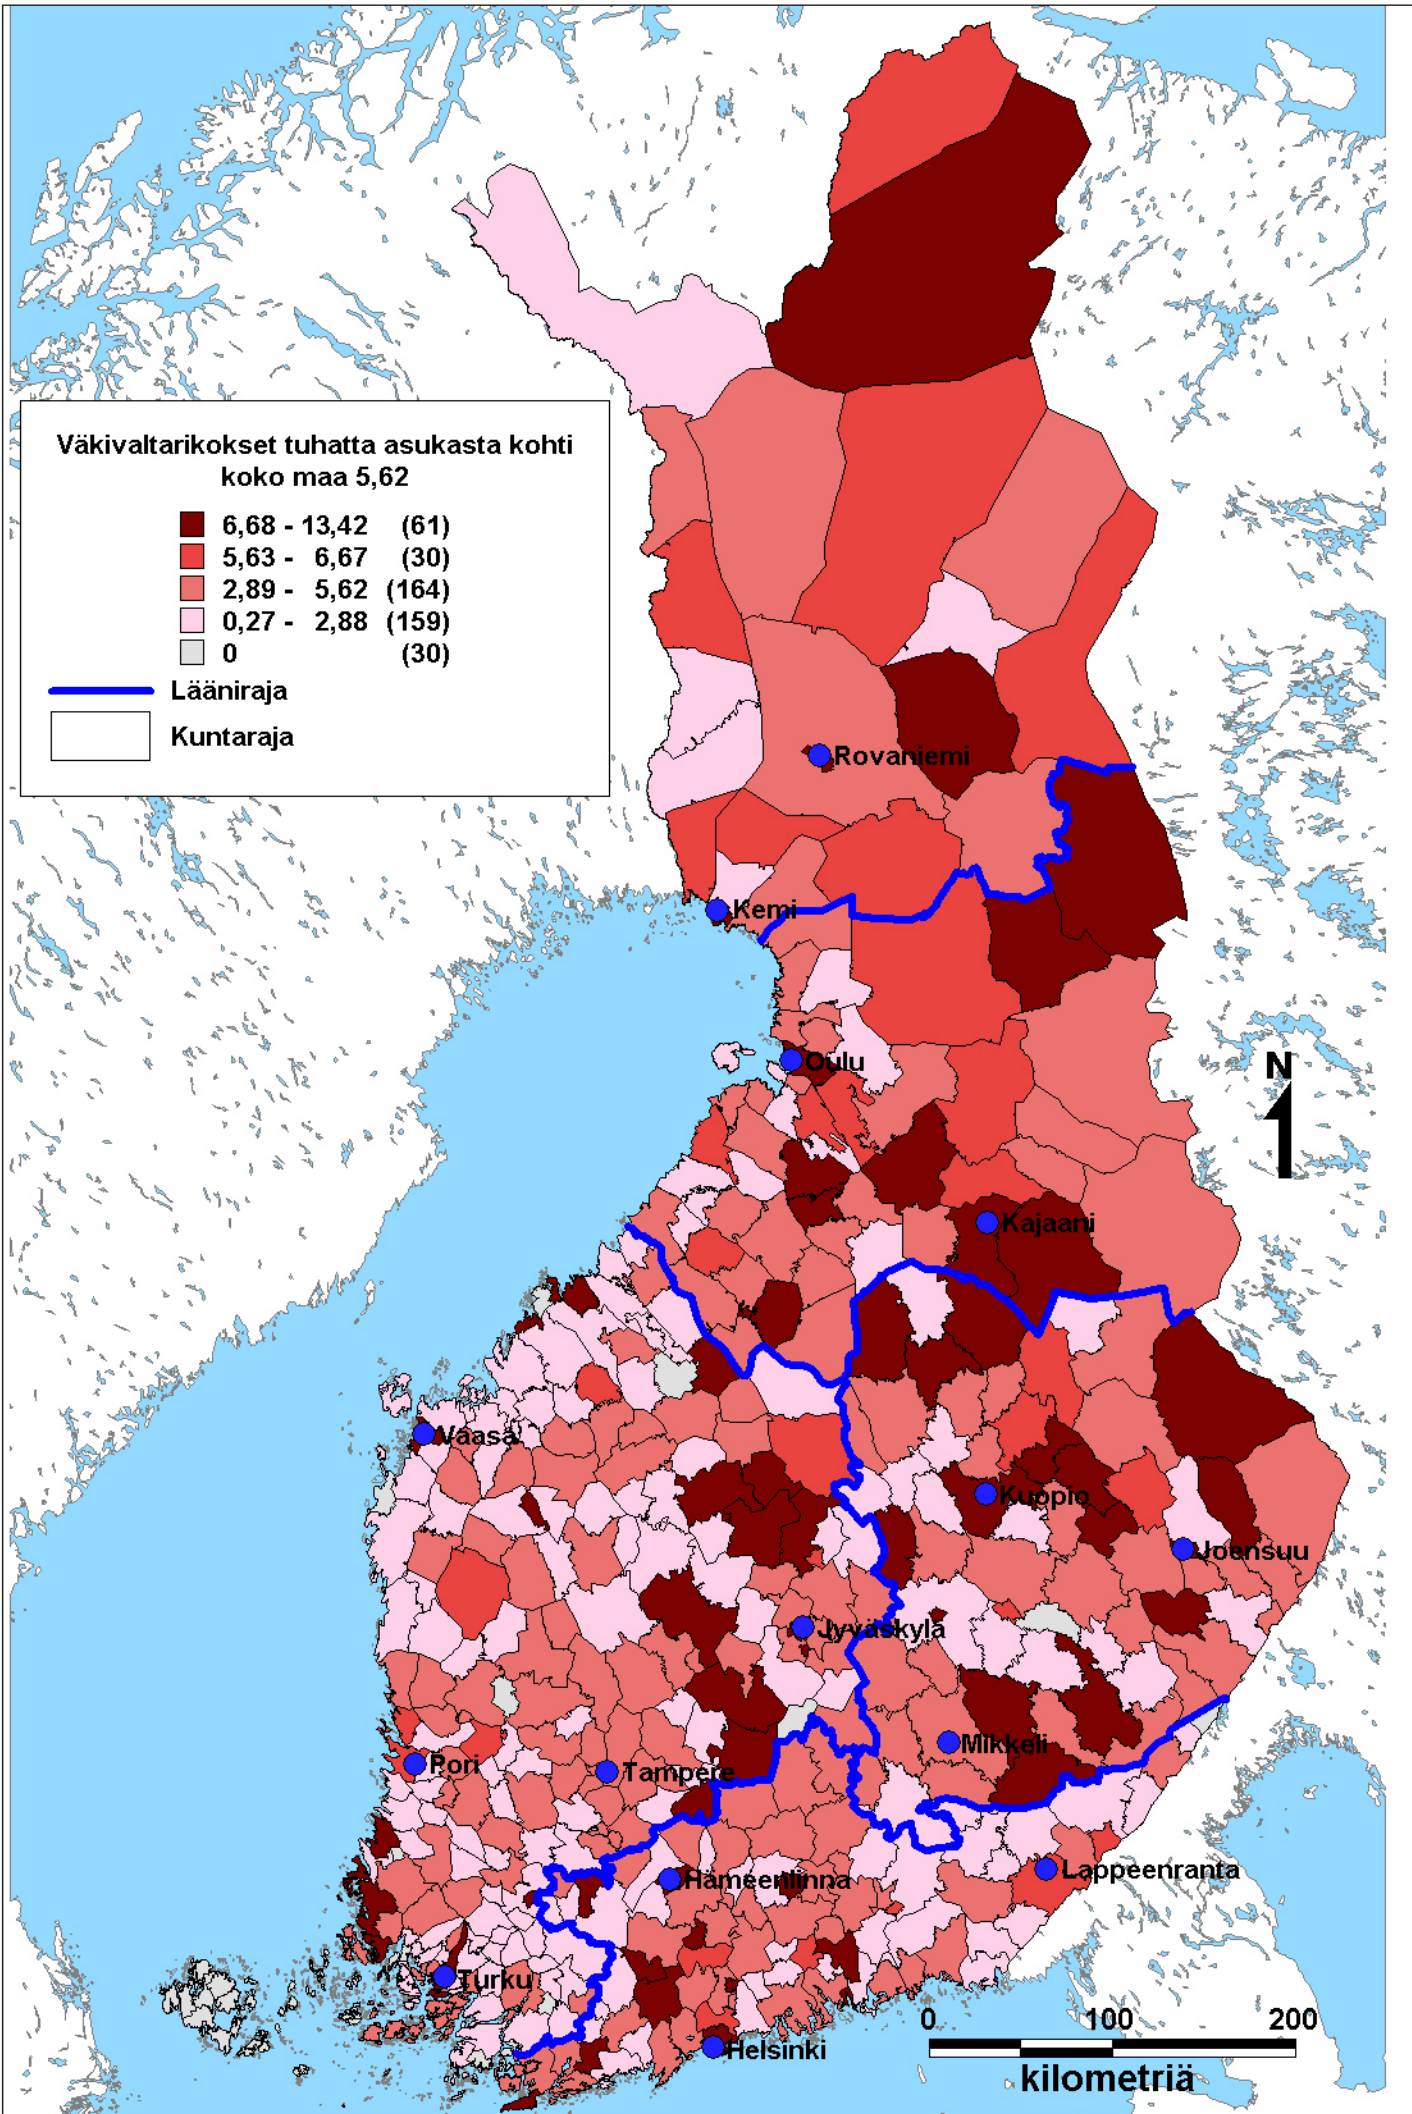 Väkivaltarikokset tuhatta asukasta kohti
koko maa 5,62
6,68 - 13,42 (61)
5,63 - 6,67 (30)
2,89 - 5,62 (164)
0,27 - 2,88 (159)
0 (30)
Lääniraja
Kuntaraja
Rovaniemi
Kemi
Oulu
N
Kajaani
Vaasa
Kuopio
Joensuu
Jyväskylä
Mikkeli
Pori
Tampere
Lappeenranta
Hämeenlinna
Turku
Helsinki
0 100 200
kilometriä